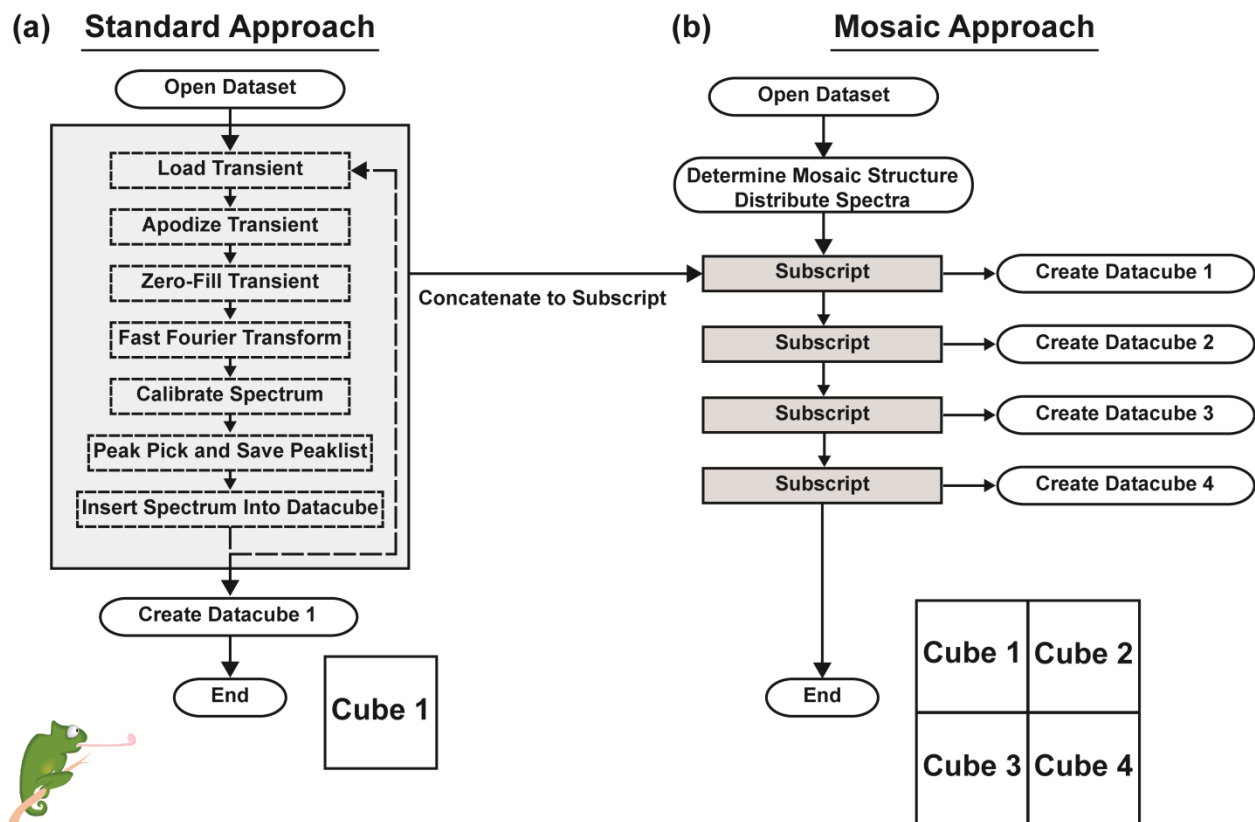 (a) Standard Approach
Open Dataset
Load Transient
Apodize Transient
Zero-Fill Transient
Fast Fourier Transform
Calibrate Spectrum
Peak Pick and Save Peaklist
Insert Spectrum Into Datacube
Create Datacube 1
End
Cube 1
Concatenate to Subscript
(b) Mosaic Approach
Open Dataset
Determine Mosaic Structure
Distribute Spectra
Subscript
Create Datacube 1
Subscript
Create Datacube 2
Subscript
Create Datacube 3
Subscript
Create Datacube 4
End
Cube 1
Cube 2
Cube 3
Cube 4